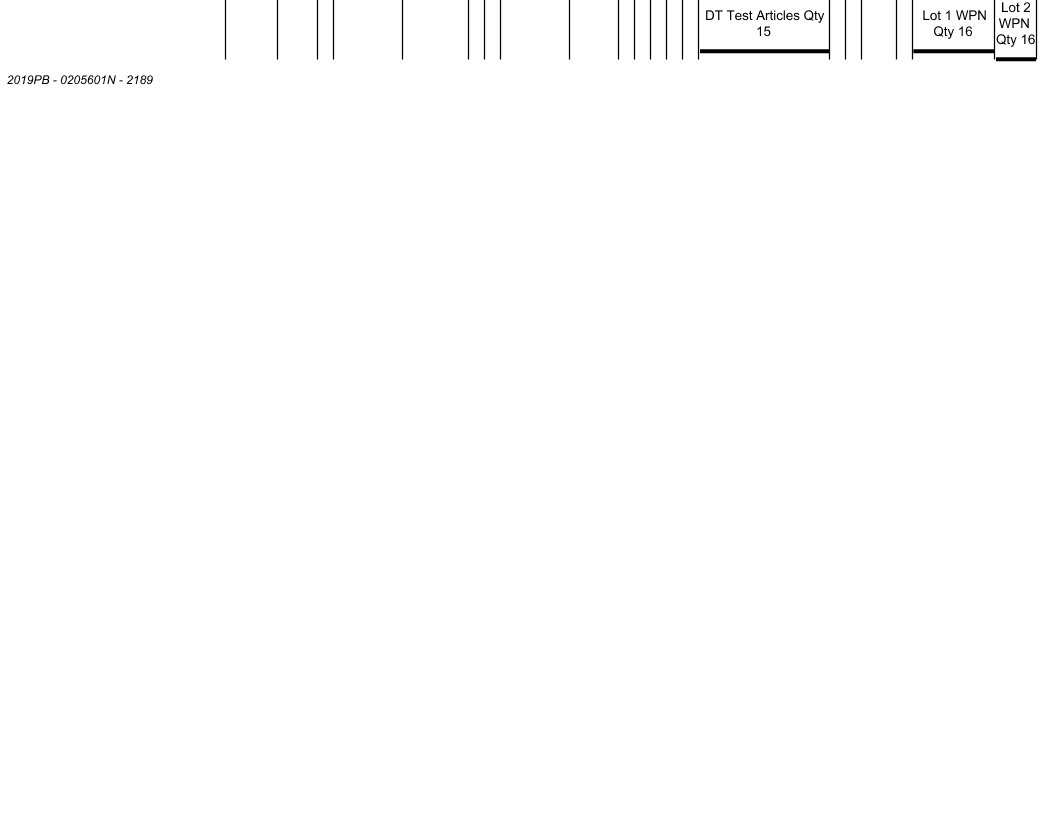 DT Test Articles Qty
15
Lot 1 WPN
Qty 16
Lot 2
WPN
Qty 16
2019PB - 0205601N - 2189